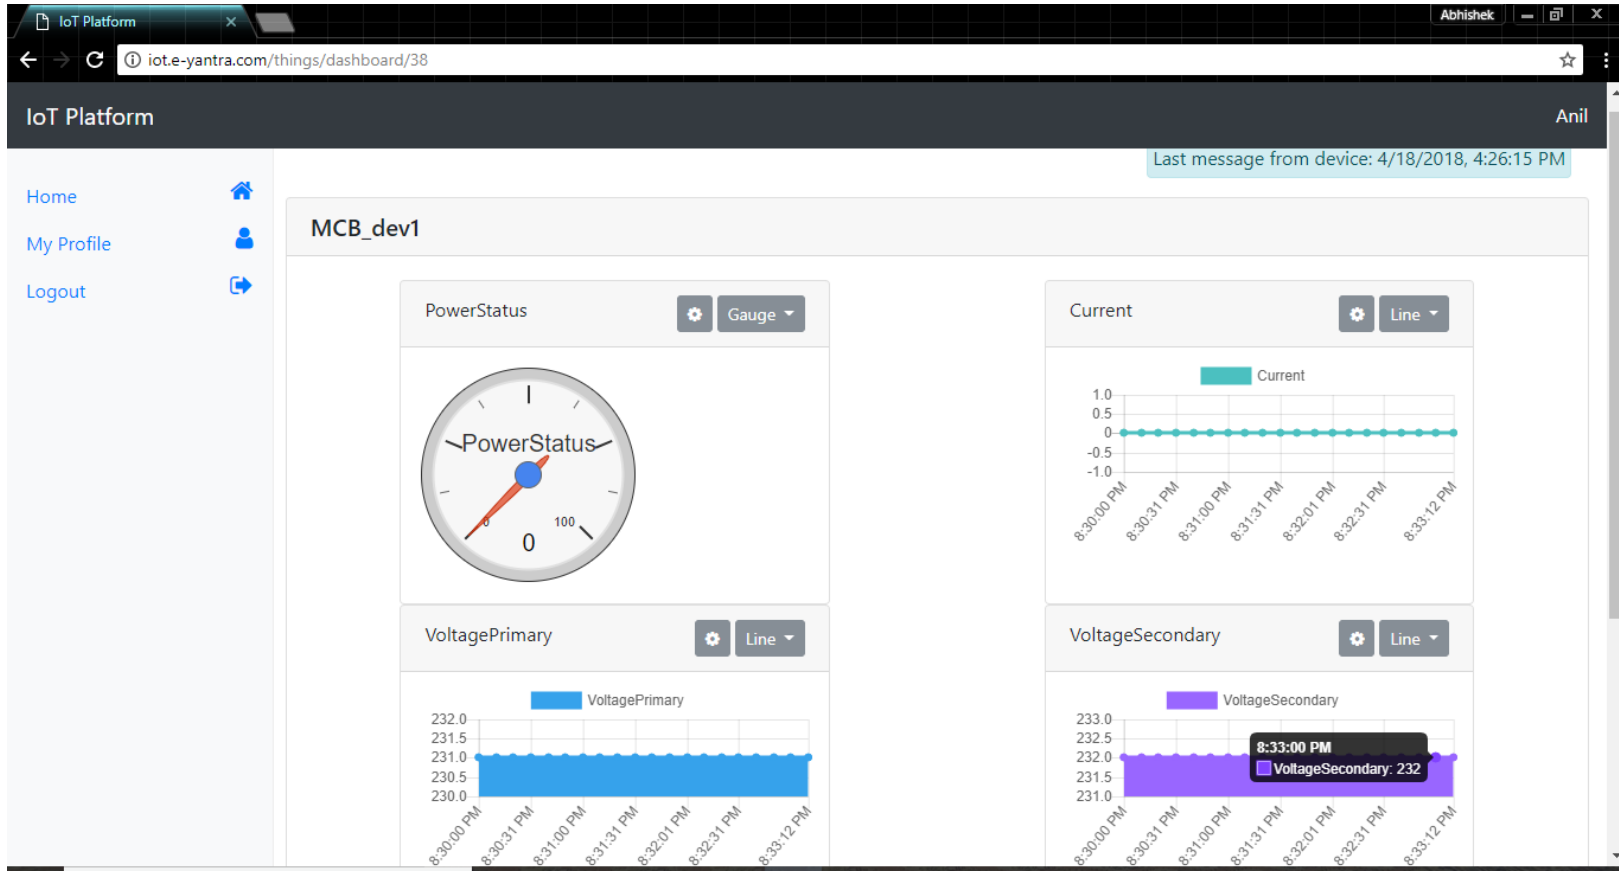 IoT Platform
Abhishek
iot.e-yantra.com/things/dashboard/38
IoT Platform
Anil
Last message from device: 4/18/2018, 4:26:15 PM
Home
My Profile
Logout
MCB_dev1
PowerStatus
Gauge
PowerStatus
0
100
0
Current
Line
Current
1.0
0.5
0
-0.5
-1.0
8:30:00 PM
8:30:31 PM
8:31:00 PM
8:31:31 PM
8:32:01 PM
8:32:31 PM
8:33:12 PM
VoltagePrimary
Line
VoltagePrimary
232.0
231.5
231.0
230.5
230.0
8:30:00 PM
8:30:31 PM
8:31:00 PM
8:31:31 PM
8:32:01 PM
8:32:31 PM
8:33:12 PM
VoltageSecondary
Line
VoltageSecondary
233.0
232.5
232.0
231.5
231.0
8:33:00 PM
VoltageSecondary: 232
8:30:00 PM
8:30:31 PM
8:31:00 PM
8:31:31 PM
8:32:01 PM
8:32:31 PM
8:33:12 PM